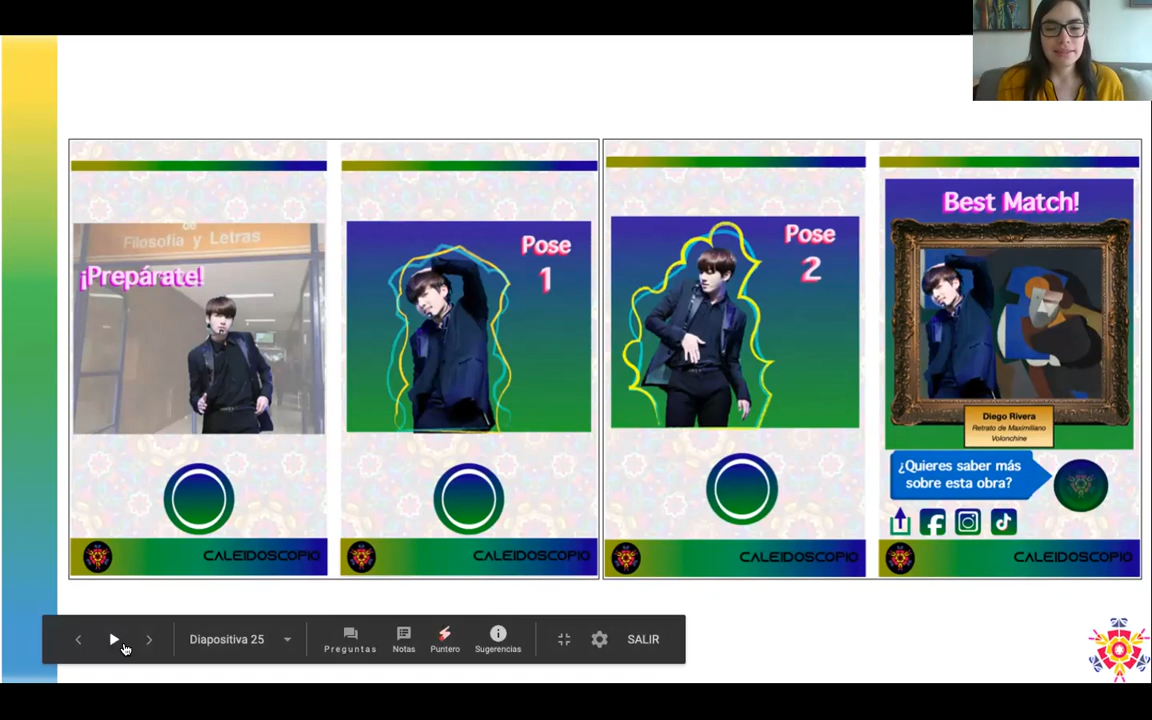 de
Filosofía y Letras
¡Prepárate!
CALEIDOSCOPIO
Pose
1
CALEIDOSCOPIO
Pose
2
CALEIDOSCOPIO
Best Match!
Diego Rivera
Retrato de Maximiliano
Volonchine
¿Quieres saber más
sobre esta obra?
CALEIDOSCOPIO
Diapositiva 25
Preguntas
Notas
Puntero
Sugerencias
SALIR